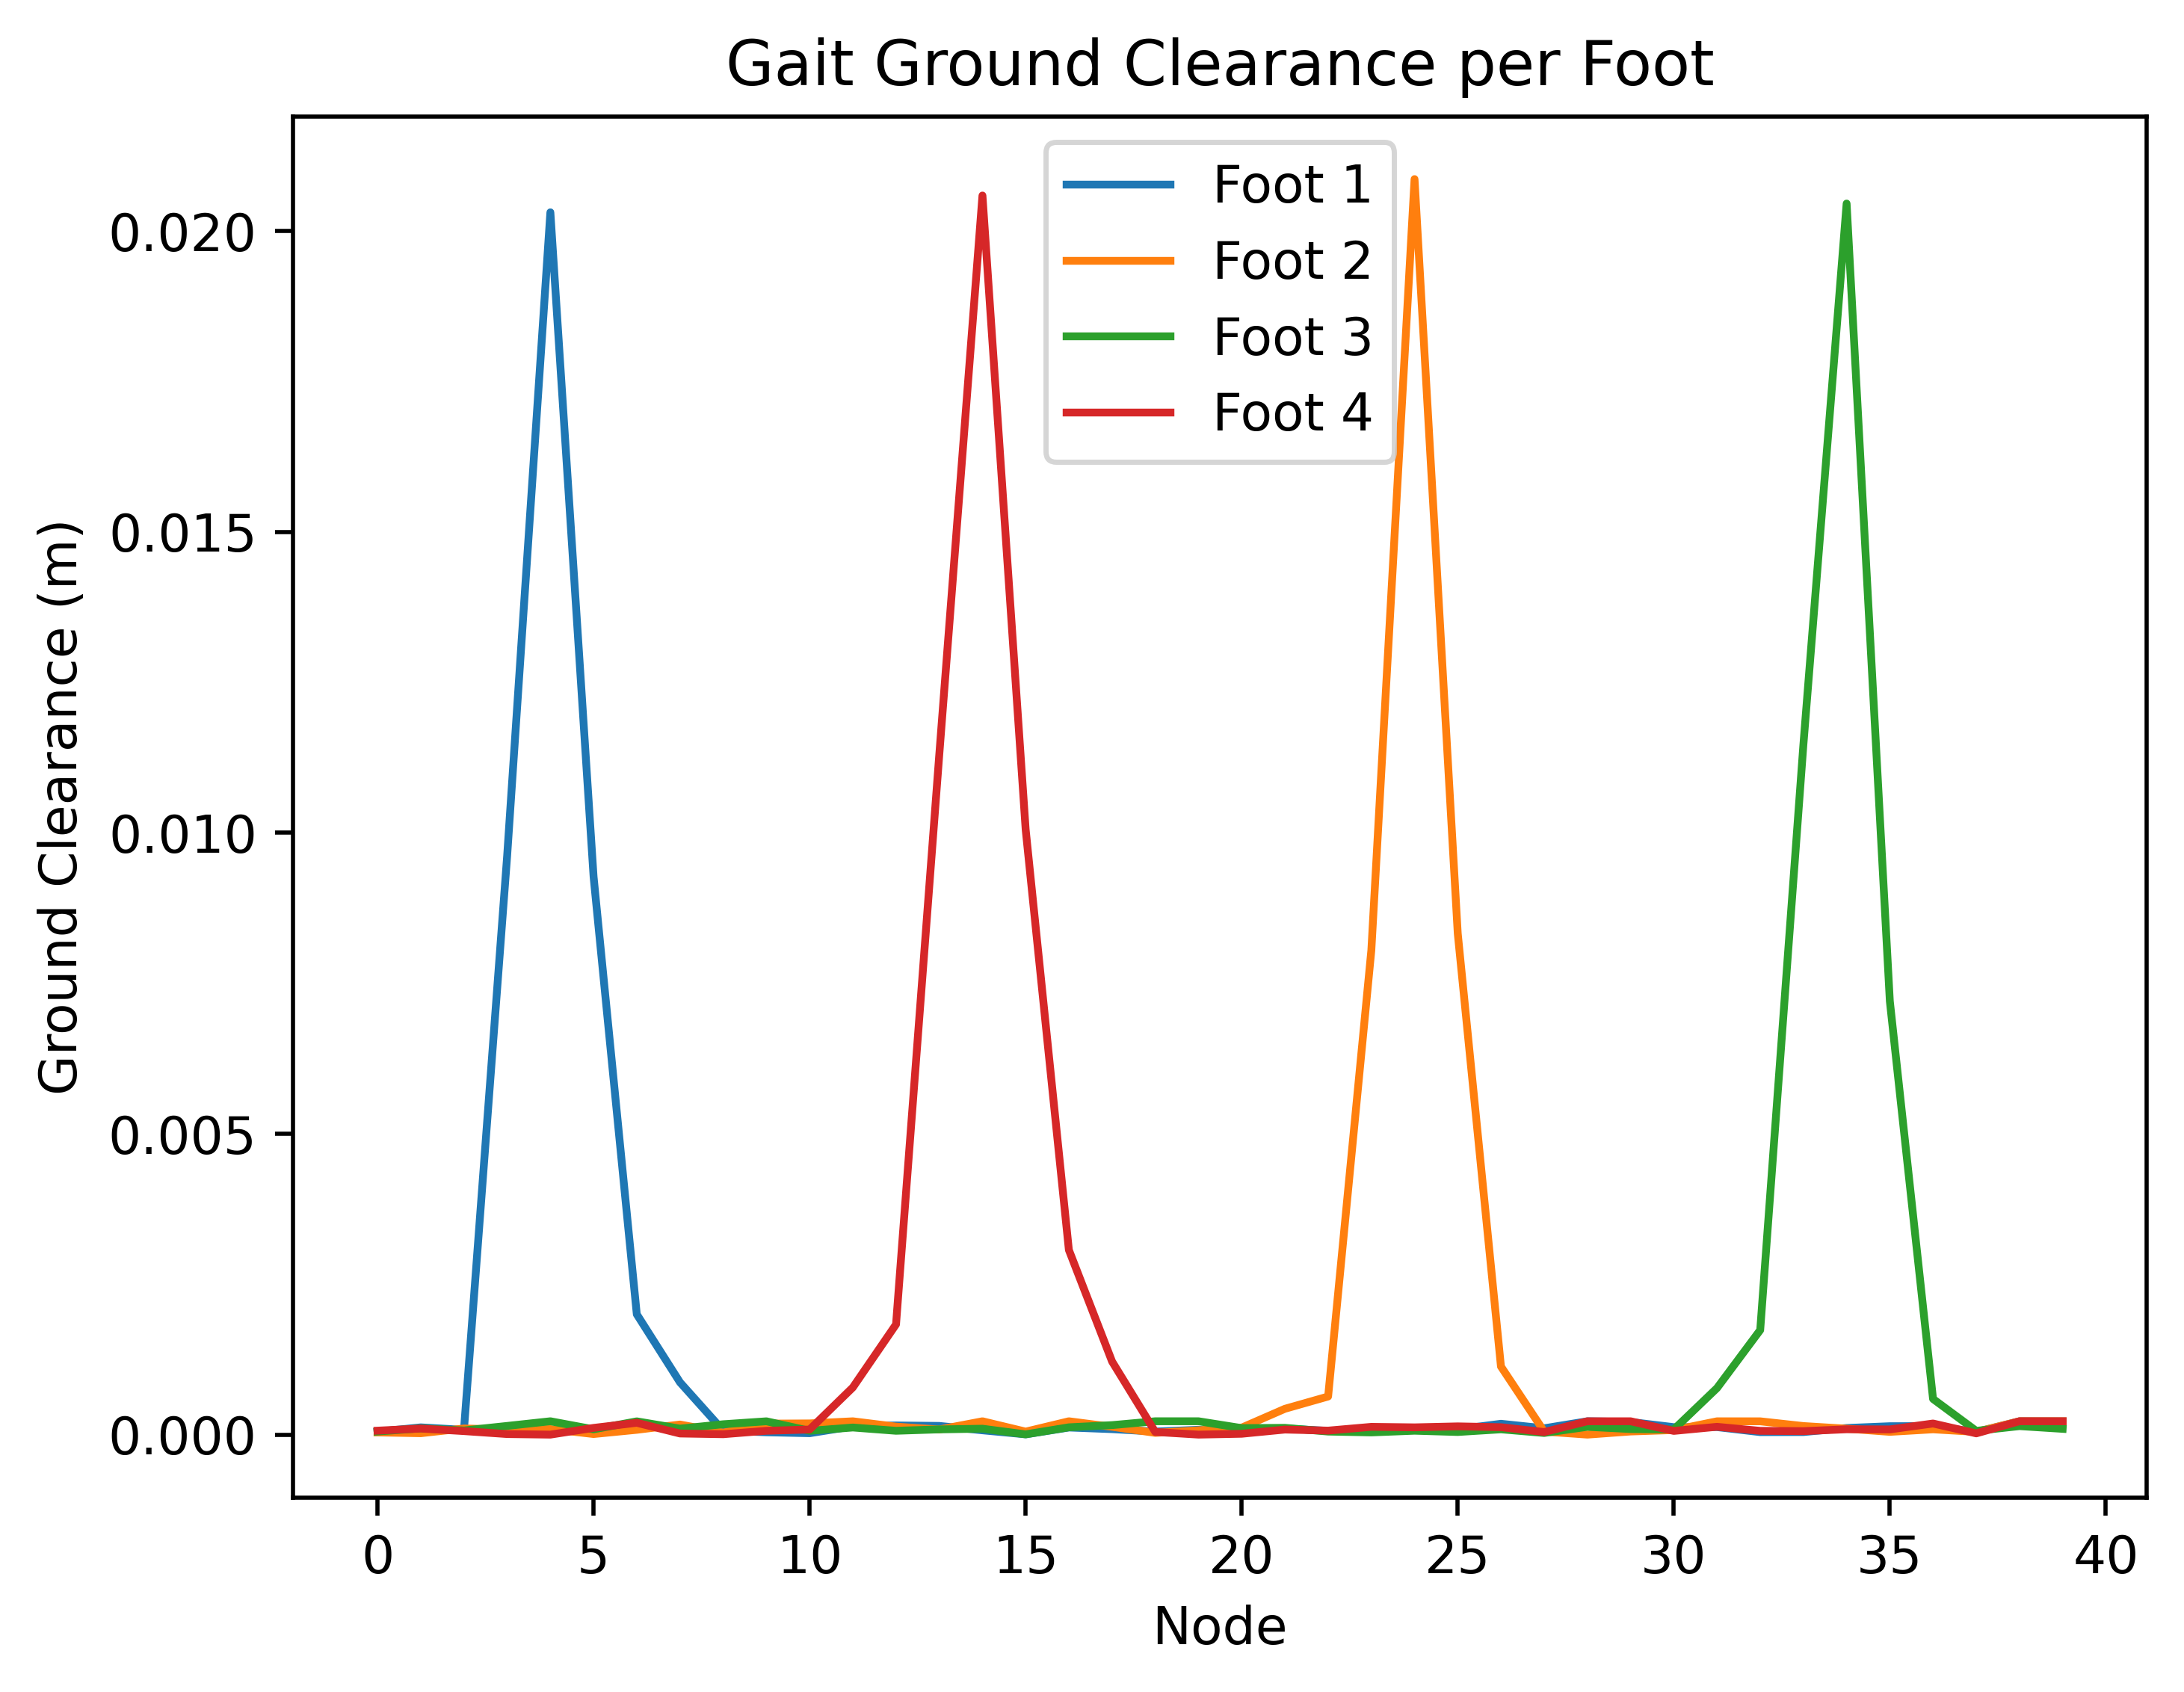 Gait Ground Clearance per Foot
Foot 1
Foot 2
Foot 3
Foot 4
Ground Clearance (m)
0.020
0.015
0.010
0.005
0.000
0 5 10 15 20 25 30 35 40
Node